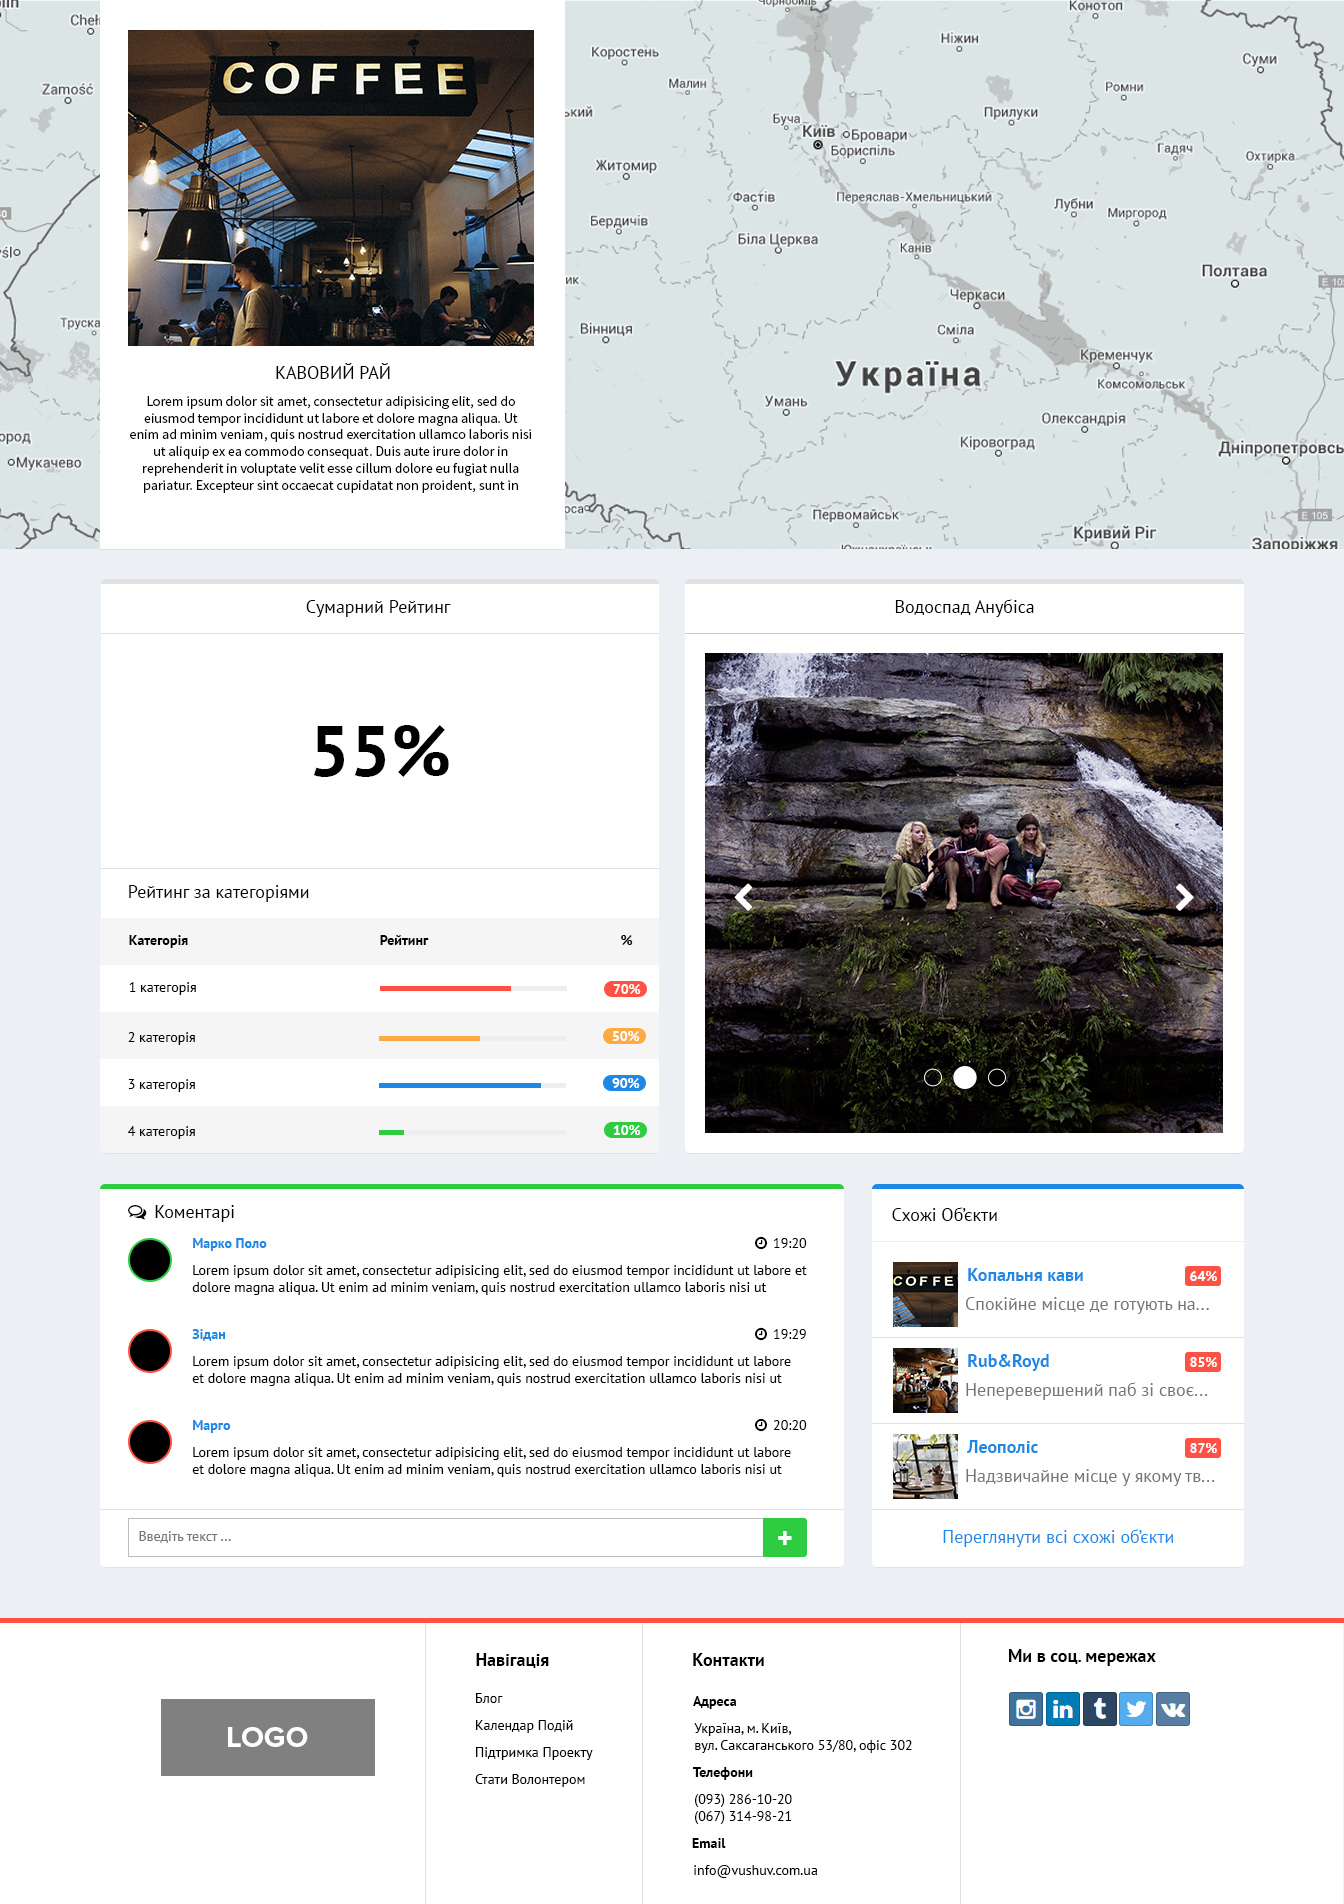 Chełm
Zamość
Мукачево
Чорнобиль
Конотоп
Коростень
Ніжин
Суми
Малин
Ромни
Прилуки
Буча
Київ
Бровари
Бориспіль
Гадяч
Охтирка
Житомир
Фастів
Переяслав-Хмельницький
Лубни
Миргород
Бердичів
Біла Церква
Канів
Полтава
Черкаси
Вінниця
Сміла
Кременчук
Україна
Комсомольськ
Умань
Олександрія
Кіровоград
Дніпропетровсь
Первомайськ
E 105
Кривий Ріг
Запоріжжя
COFFEE
КАВОВИЙ РАЙ
Lorem ipsum dolor sit amet, consectetur adipisicing elit, sed do
eiusmod tempor incididunt ut labore et dolore magna aliqua. Ut
enim ad minim veniam, quis nostrud exercitation ullamco laboris nisi
ut aliquip ex ea commodo consequat. Duis aute irure dolor in
reprehenderit in voluptate velit esse cillum dolore eu fugiat nulla
pariatur. Excepteur sint occaecat cupidatat non proident, sunt in
Сумарний Рейтинг
55%
Рейтинг за категоріями
Категорія Рейтинг %
1 категорія 70%
2 категорія 50%
3 категорія 90%
4 категорія 10%
Водоспад Анубіса
Коментарі
Марко Поло 19:20
Lorem ipsum dolor sit amet, consectetur adipisicing elit, sed do eiusmod tempor incididunt ut labore et
dolore magna aliqua. Ut enim ad minim veniam, quis nostrud exercitation ullamco laboris nisi ut
Зідан 19:29
Lorem ipsum dolor sit amet, consectetur adipisicing elit, sed do eiusmod tempor incididunt ut labore
et dolore magna aliqua. Ut enim ad minim veniam, quis nostrud exercitation ullamco laboris nisi ut
Марго 20:20
Lorem ipsum dolor sit amet, consectetur adipisicing elit, sed do eiusmod tempor incididunt ut labore
et dolore magna aliqua. Ut enim ad minim veniam, quis nostrud exercitation ullamco laboris nisi ut
Введіть текст ...
Схожі Об'єкти
COFFE
Копальня кави 64%
Спокійне місце де готують на...
Rub&Royd 85%
Неперевершений паб зі своє...
Леополіс 87%
Надзвичайне місце у якому тв...
Переглянути всі схожі об'єкти
LOGO
Навігація
Блог
Календар Подій
Підтримка Проекту
Стати Волонтером
Контакти
Адреса
Україна, м. Київ,
вул. Саксаганського 53/80, офіс 302
Телефони
(093) 286-10-20
(067) 314-98-21
Email
info@vushuv.com.ua
Ми в соц. мережах